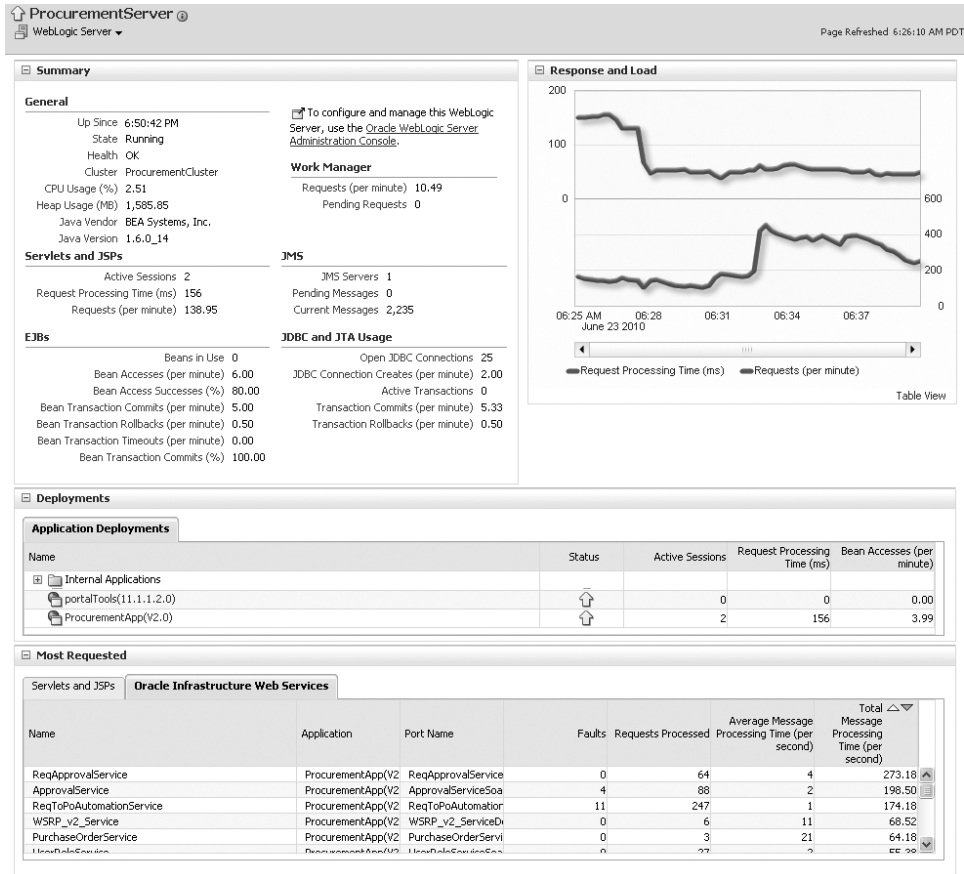 ProcurementServer
WebLogic Server
Page Refreshed 6:26:10 AM PDT
Summary
General
Up Since 6:50:42 PM
State Running
Health OK
Cluster ProcurementCluster
CPU Usage (%) 2.51
Heap Usage (MB) 1,585.85
Java Vendor BEA Systems, Inc.
Java Version 1.6.0_14
To configure and manage this WebLogic
Server, use the Oracle WebLogic Server
Administration Console.
Work Manager
Requests (per minute) 10.49
Pending Requests 0
Servlets and JSPs
Active Sessions 2
Request Processing Time (ms) 156
Requests (per minute) 138.95
JMS
JMS Servers 1
Pending Messages 0
Current Messages 2,235
EJBs
Beans in Use 0
Bean Accesses (per minute) 6.00
Bean Access Successes (%) 80.00
Bean Transaction Commits (per minute) 5.00
Bean Transaction Rollbacks (per minute) 0.50
Bean Transaction Timeouts (per minute) 0.00
Bean Transaction Commits (%) 100.00
JDBC and JTA Usage
Open JDBC Connections 25
JDBC Connection Creates (per minute) 2.00
Active Transactions 0
Transaction Commits (per minute) 5.33
Transaction Rollbacks (per minute) 0.50
Response and Load
200
100
0
600
400
200
0
06:25 AM 06:28 06:31 06:34 06:37
June 23 2010
Request Processing Time (ms) Requests (per minute)
Table View
Deployments
Application Deployments
Name Status Active Sessions Request Processing Time (ms) Bean Accesses (per minute)
Internal Applications
portalTools(11.1.1.2.0) 0 0 0.00
ProcurementApp(V2.0) 2 156 3.99
Most Requested
Servlets and JSPs Oracle Infrastructure Web Services
Name Application Port Name Faults Requests Processed Average Message Processing Time (per second) Total Message Processing Time (per second)
ReqApprovalService ProcurementApp(V2 ReqApprovalService 0 64 4 273.18
ApprovalService ProcurementApp(V2 ApprovalServiceSoa 4 88 2 198.50
ReqToPoAutomationService ProcurementApp(V2 ReqToPoAutomation 11 247 1 174.18
WSRP_v2_Service ProcurementApp(V2 WSRP_v2_ServiceD 0 6 11 68.52
PurchaseOrderService ProcurementApp(V2 PurchaseOrderServi 0 3 21 64.18
UserRoleService ProcurementApp(V2 UserRoleServiceSoa 0 27 2 55.38